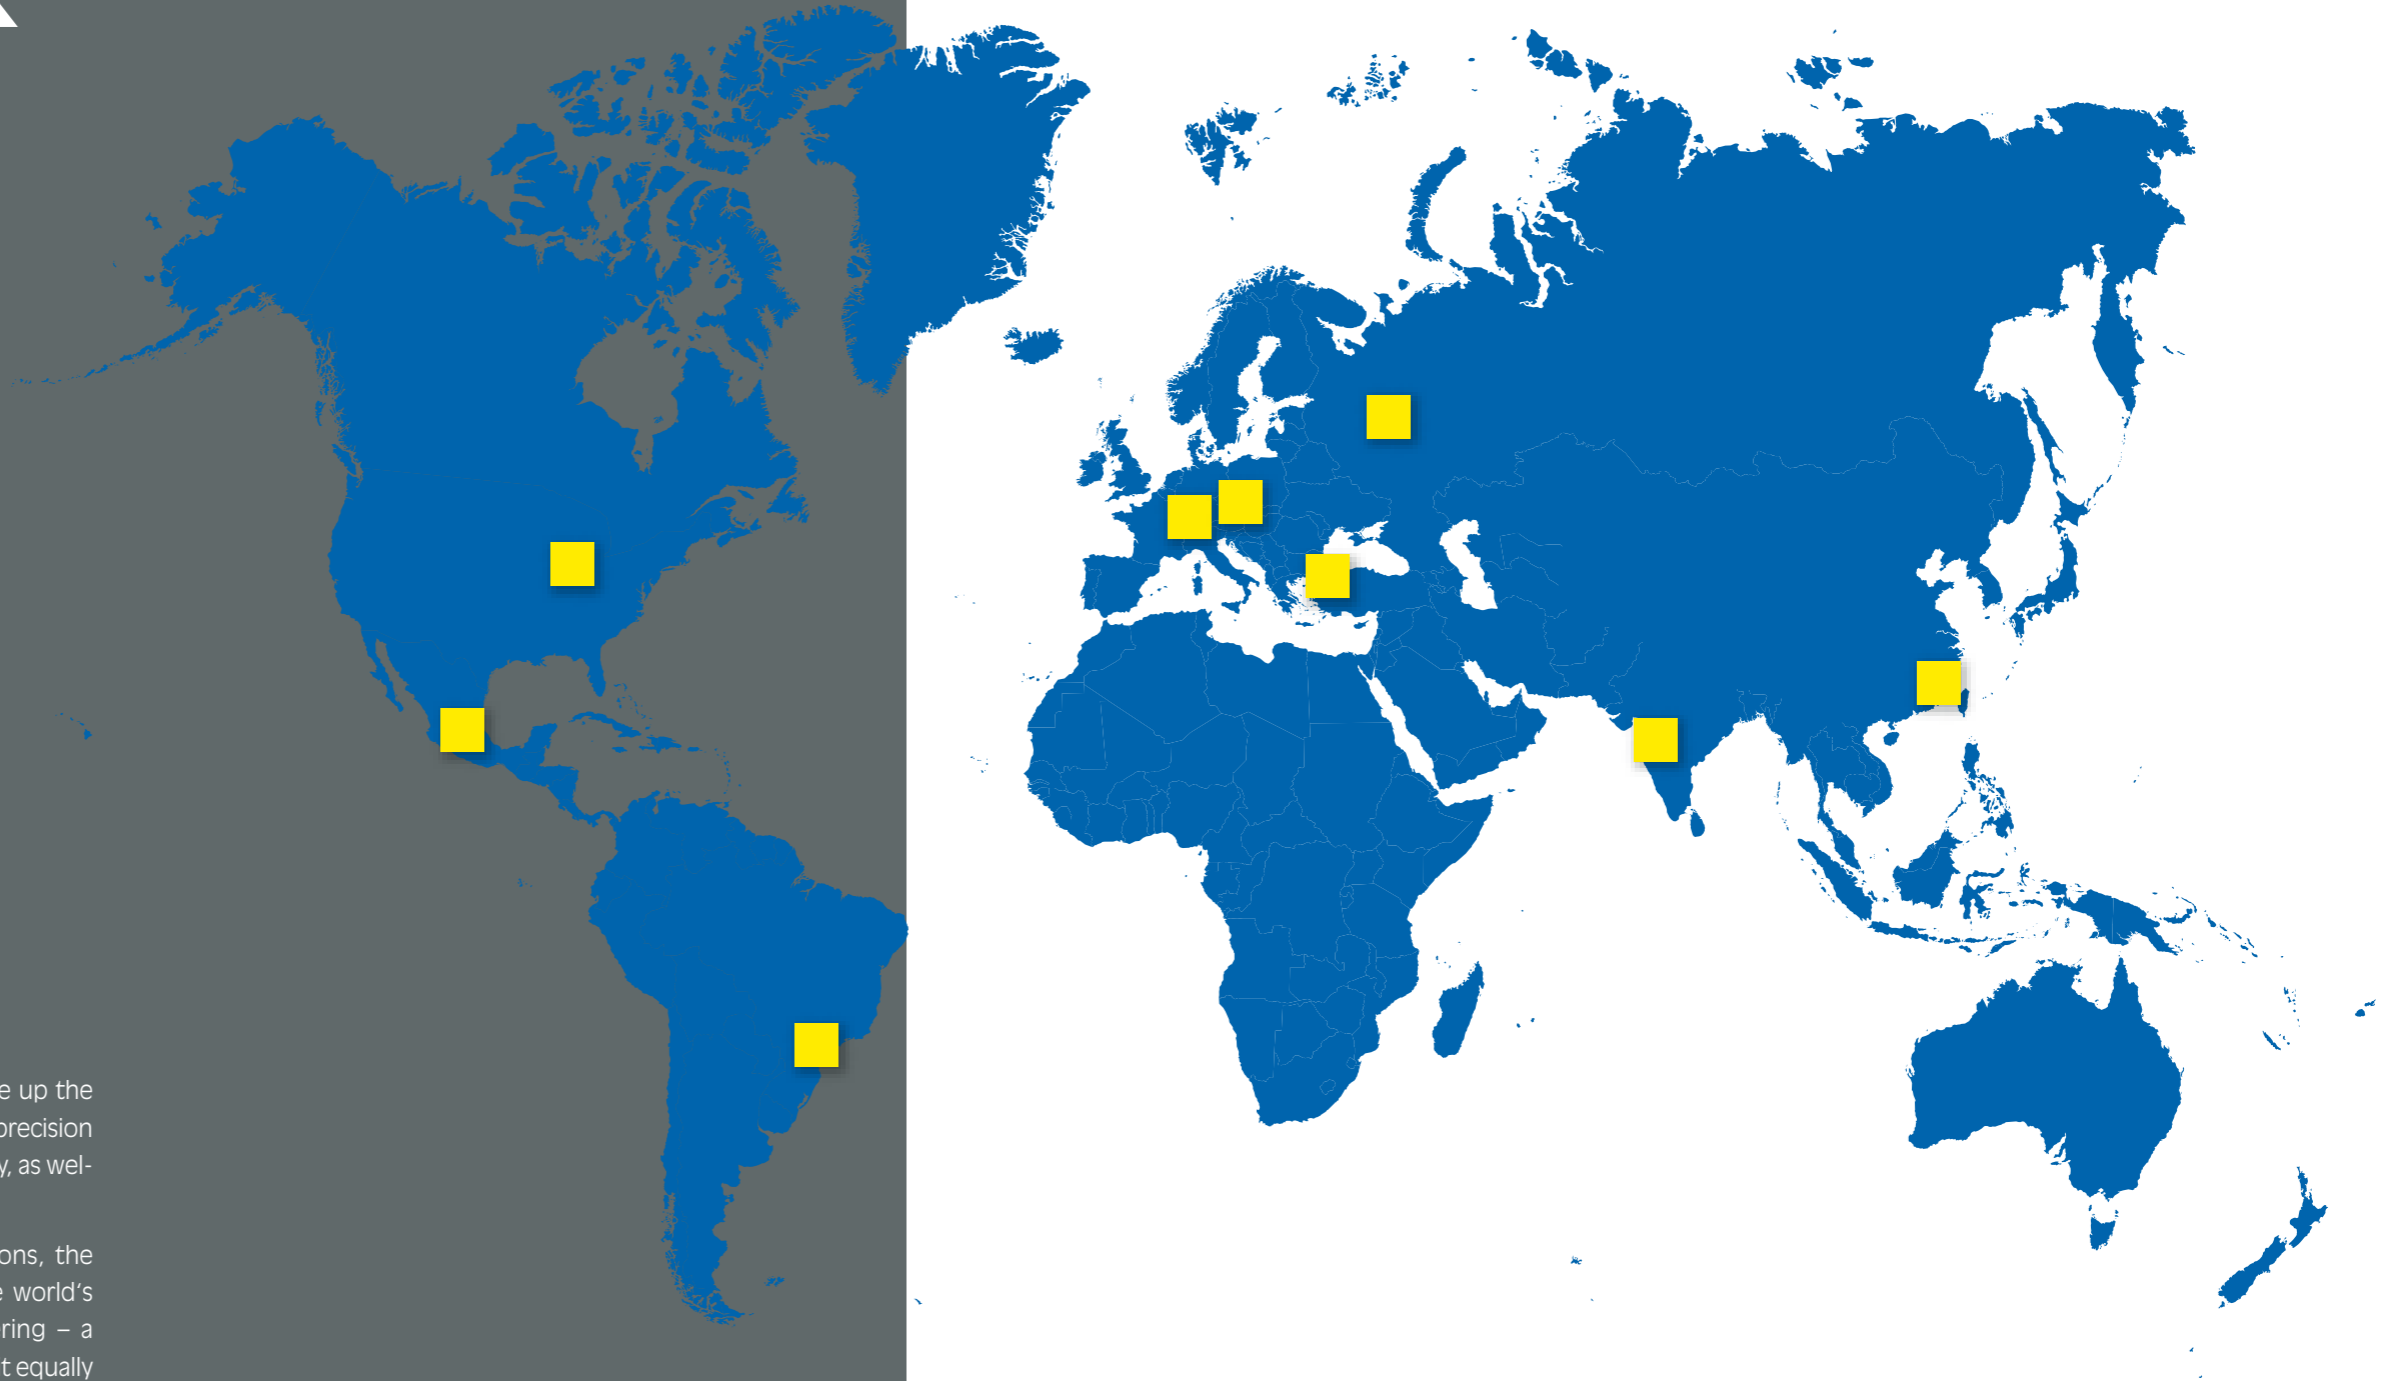 e up the
precision
y, as wel-
ons, the
e world's
ring – a
t equally